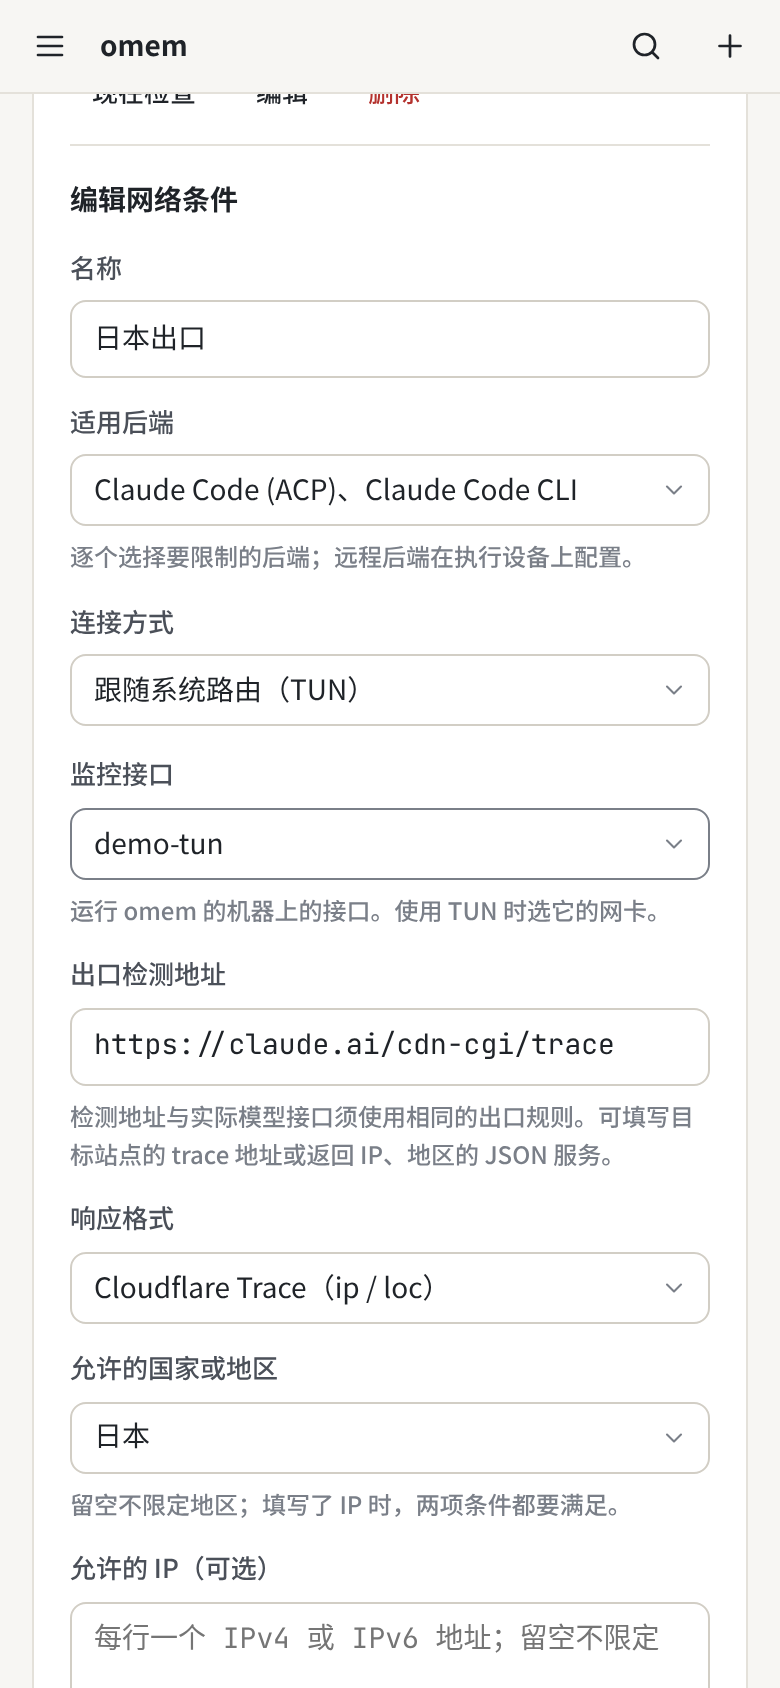 omem
现在检查 编辑 删除
编辑网络条件
名称
日本出口
适用后端
Claude Code (ACP)、Claude Code CLI
逐个选择要限制的后端；远程后端在执行设备上配置。
连接方式
跟随系统路由（TUN）
监控接口
demo-tun
运行 omem 的机器上的接口。使用 TUN 时选它的网卡。
出口检测地址
https://claude.ai/cdn-cgi/trace
检测地址与实际模型接口须使用相同的出口规则。可填写目
标站点的 trace 地址或返回 IP、地区的 JSON 服务。
响应格式
Cloudflare Trace（ip / loc）
允许的国家或地区
日本
留空不限定地区；填写了 IP 时，两项条件都要满足。
允许的 IP（可选）
每行一个 IPv4 或 IPv6 地址；留空不限定